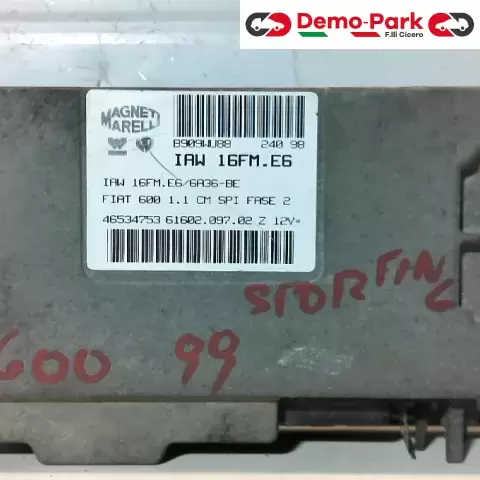 Demo-Park
F.lli Cicero
MAGNETI
MARELLI
B909WU88 240 98
IAW 16FM.E6
IAW 16FM.E6/6A36-BE
FIAT 600 1.1 CM SPI FASE 2
46534753 61602.097.02 Z 12V=
STORFING
600 99